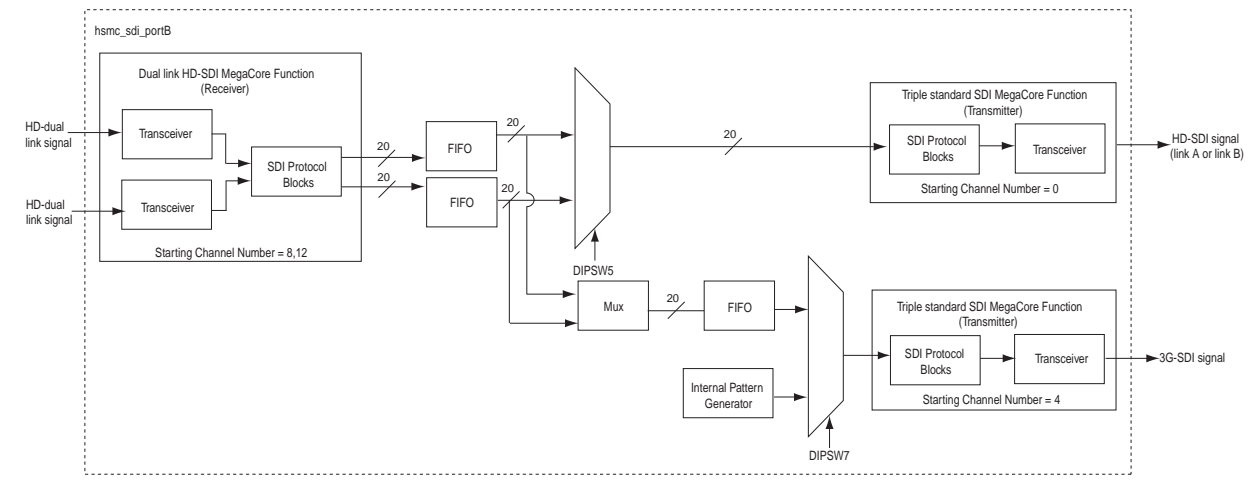 hsmc_sdi_portB
Dual link HD-SDI MegaCore Function
(Receiver)
HD-dual
link signal
Transceiver
HD-dual
link signal
Transceiver
SDI Protocol
Blocks
Starting Channel Number = 8,12
20
20
FIFO
FIFO
20
20
DIPSW5
20
Triple standard SDI MegaCore Function
(Transmitter)
SDI Protocol
Blocks
Transceiver
Starting Channel Number = 0
HD-SDI signal
(link A or link B)
Mux
20
FIFO
Internal Pattern
Generator
DIPSW7
Triple standard SDI MegaCore Function
(Transmitter)
SDI Protocol
Blocks
Transceiver
Starting Channel Number = 4
3G-SDI signal